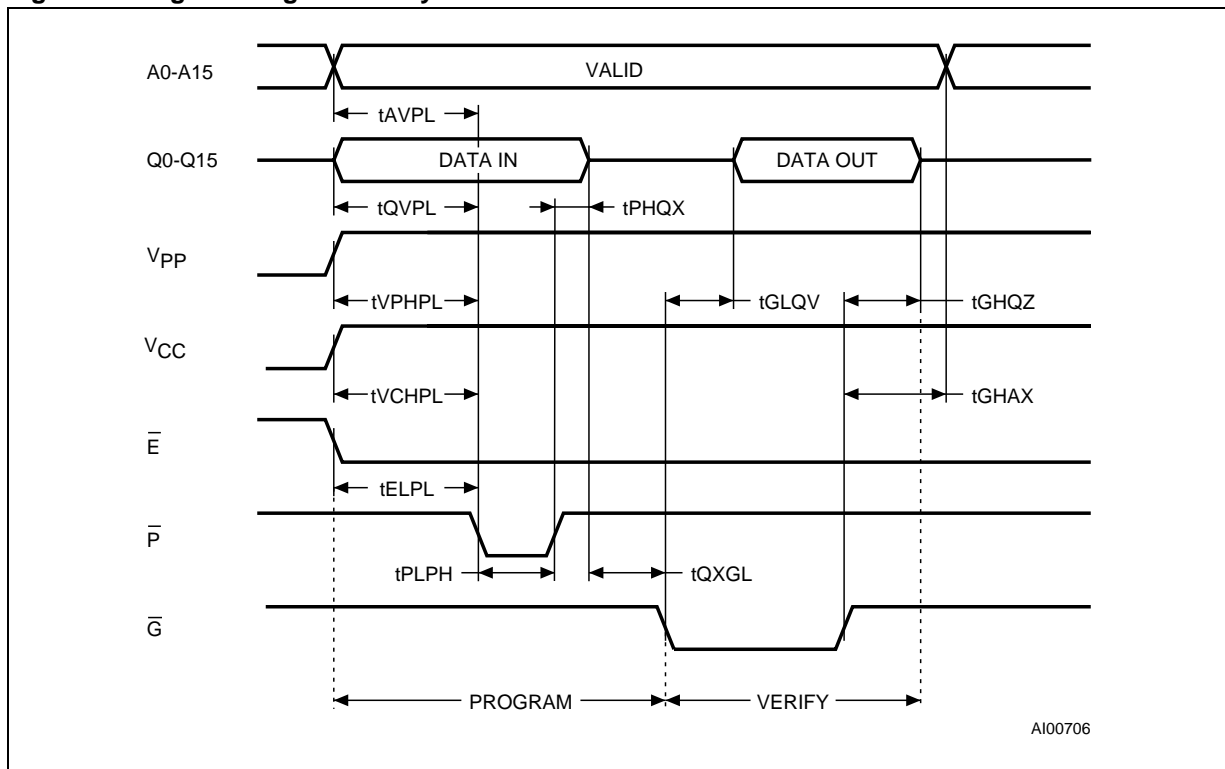 A0-A15
VALID
tAVPL
Q0-Q15
DATA IN
DATA OUT
tQVPL
tPHQX
VPP
tVPHPL
tGLQV
tGHQZ
VCC
tVCHPL
tGHAX
E̅
tELPL
P̅
tPLPH
tQXGL
G̅
PROGRAM
VERIFY
AI00706